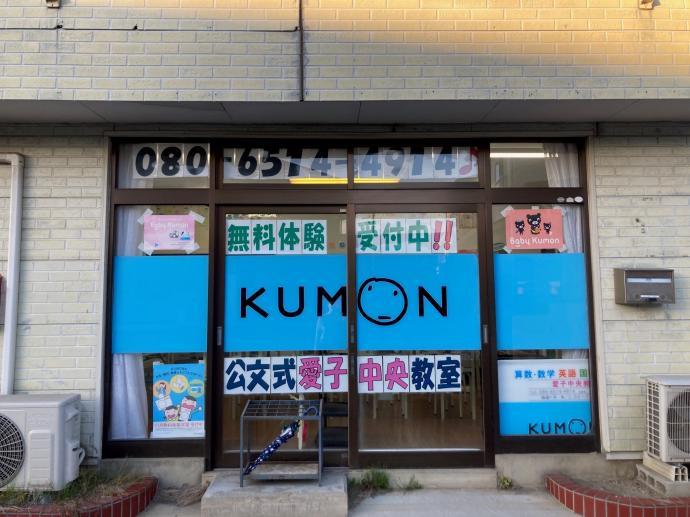 080-6574-4974
無料体験 受付中!!
Baby Kumon
Baby Kumon
KUMON
公文式愛子中央教室
算数・数学 英語 国
愛子中央教
KUMON